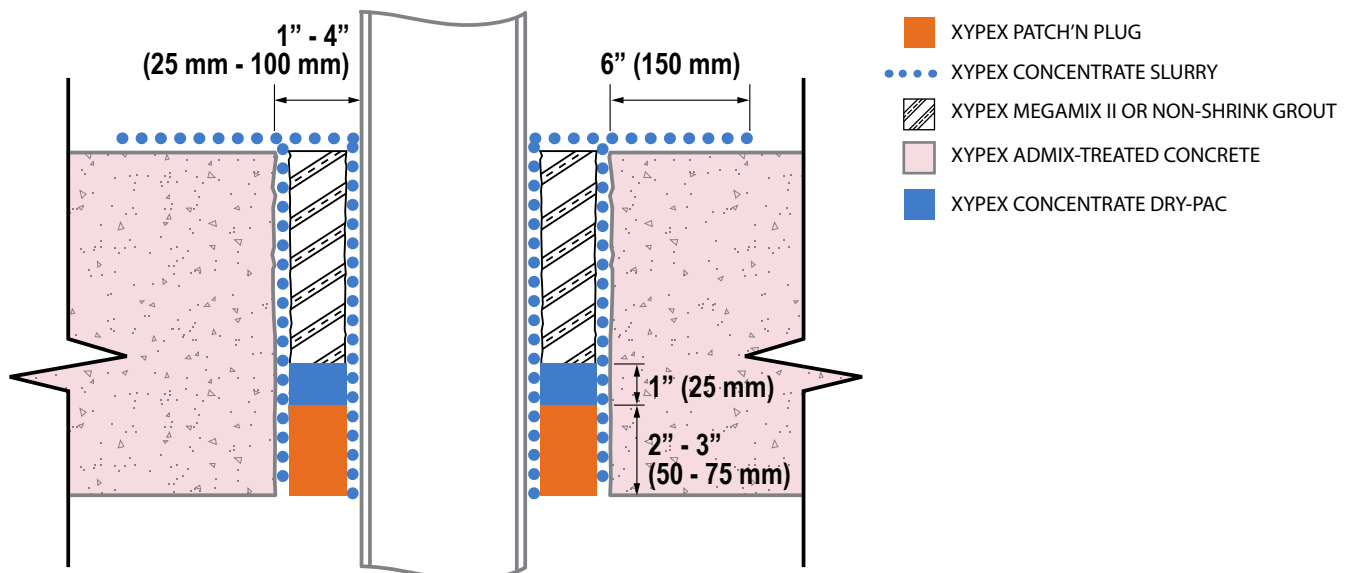 1” - 4”
(25 mm - 100 mm)
6” (150 mm)
1” (25 mm)
2” - 3”
(50 - 75 mm)
XYPEX PATCH’N PLUG
XYPEX CONCENTRATE SLURRY
XYPEX MEGAMIX II OR NON-SHRINK GROUT
XYPEX ADMIX-TREATED CONCRETE
XYPEX CONCENTRATE DRY-PAC